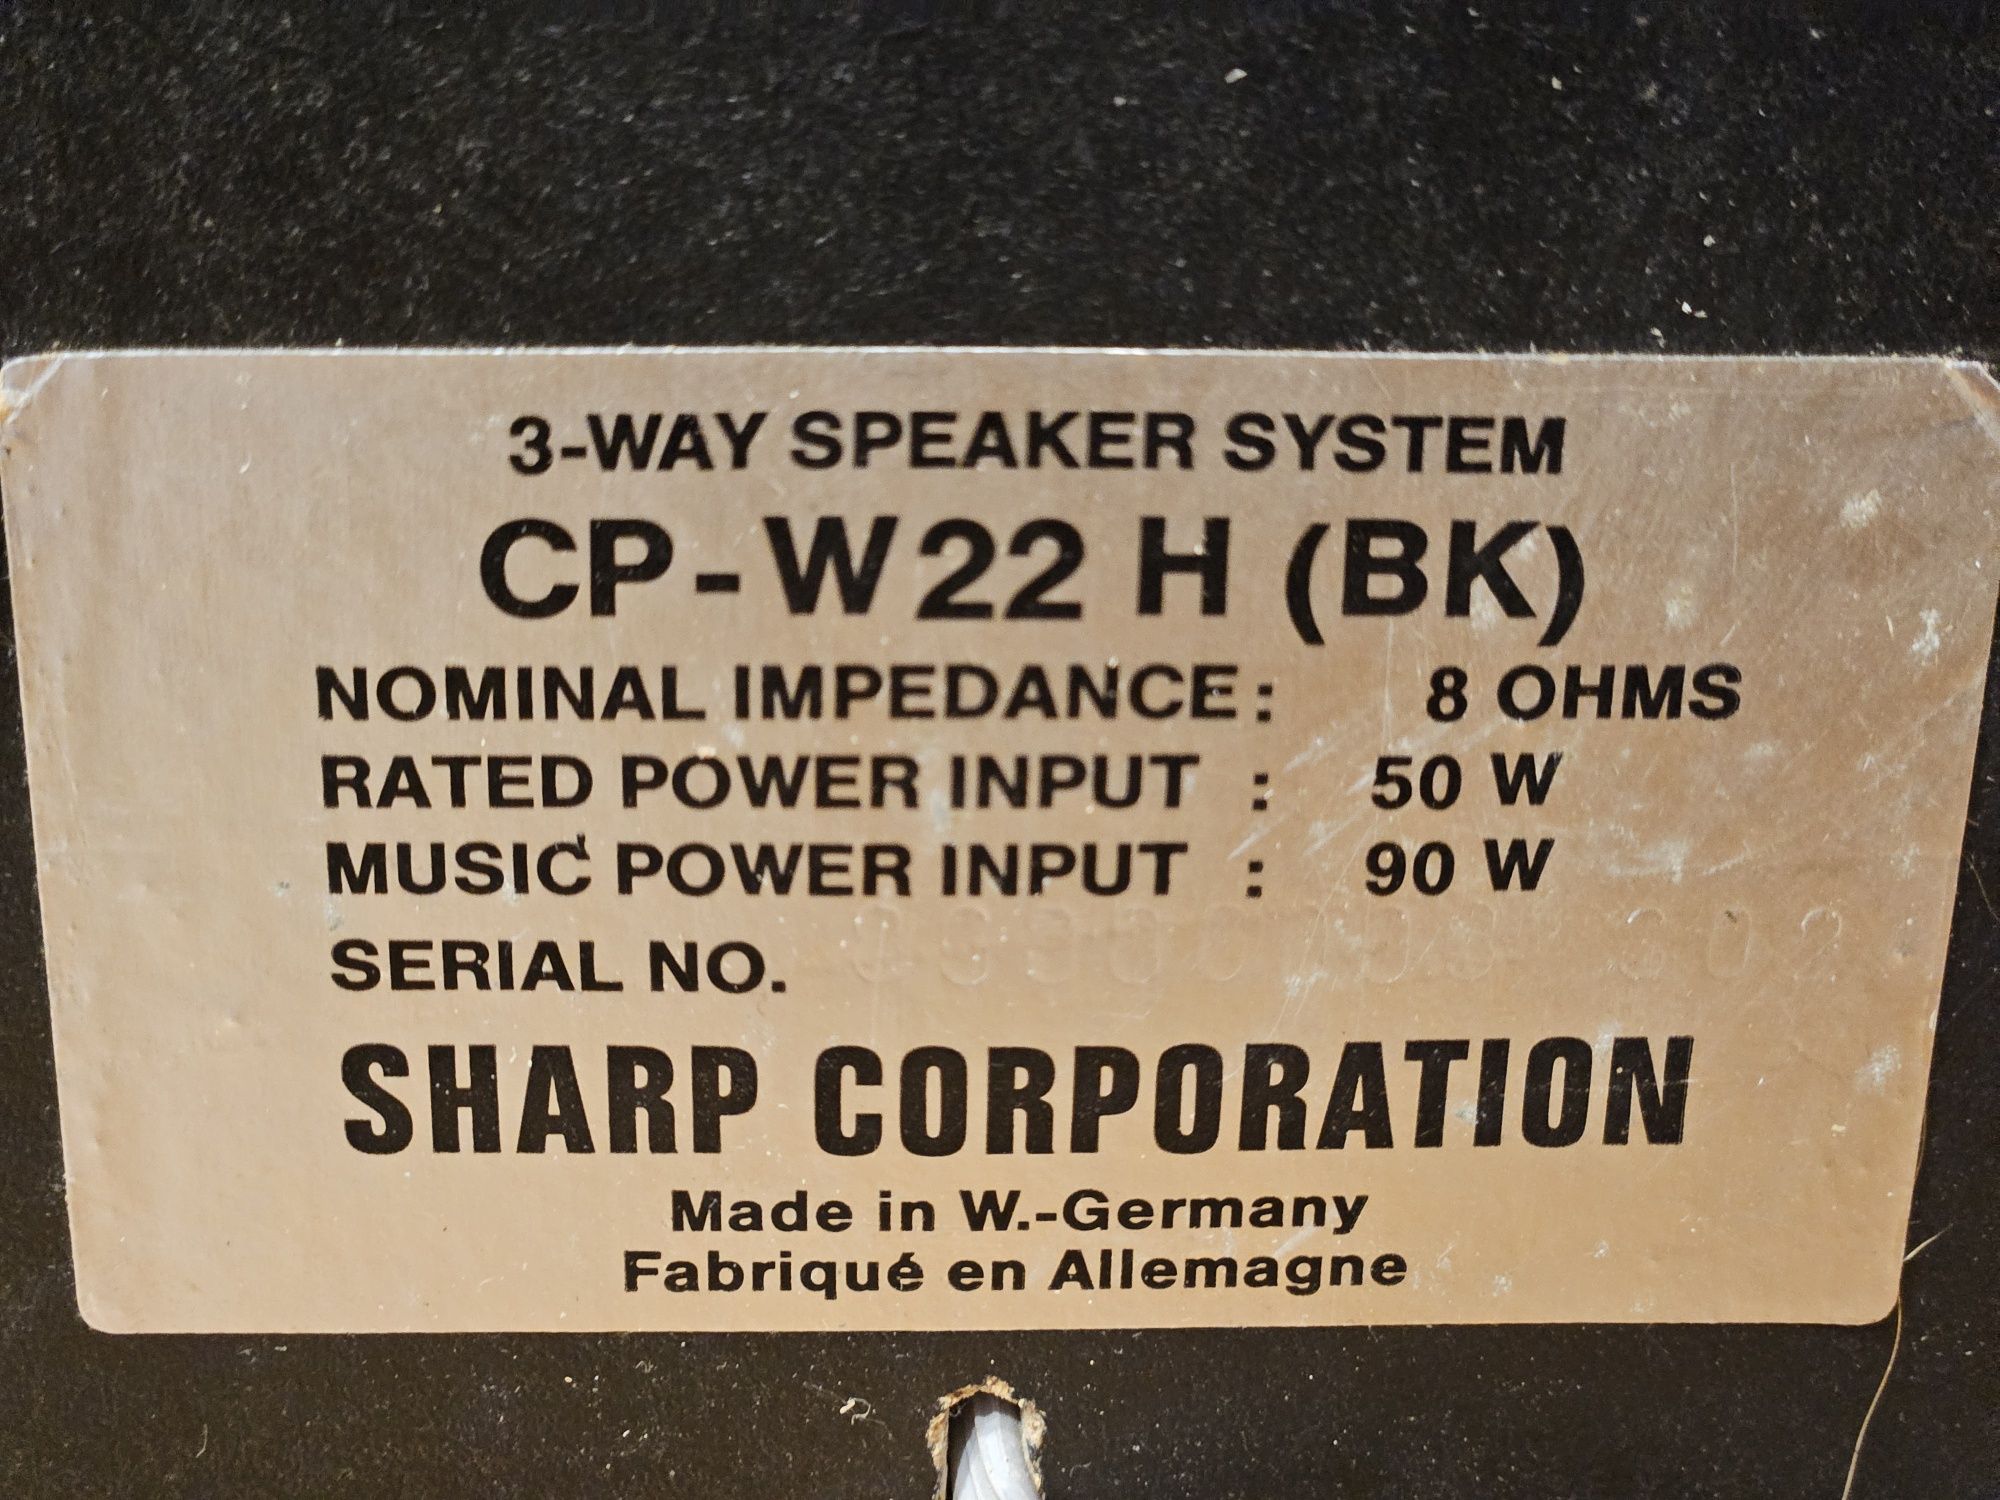 3-WAY SPEAKER SYSTEM
CP-W22 H (BK)
NOMINAL IMPEDANCE: 8 OHMS
RATED POWER INPUT : 50 W
MUSIC POWER INPUT : 90 W
SERIAL NO.
SHARP CORPORATION
Made in W.-Germany
Fabriqué en Allemagne